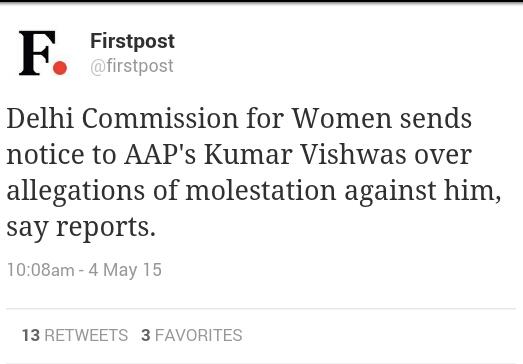 F.
Firstpost
@firstpost
Delhi Commission for Women sends
notice to AAP's Kumar Vishwas over
allegations of molestation against him,
say reports.
10:08am - 4 May 15
13 RETWEETS 3 FAVORITES